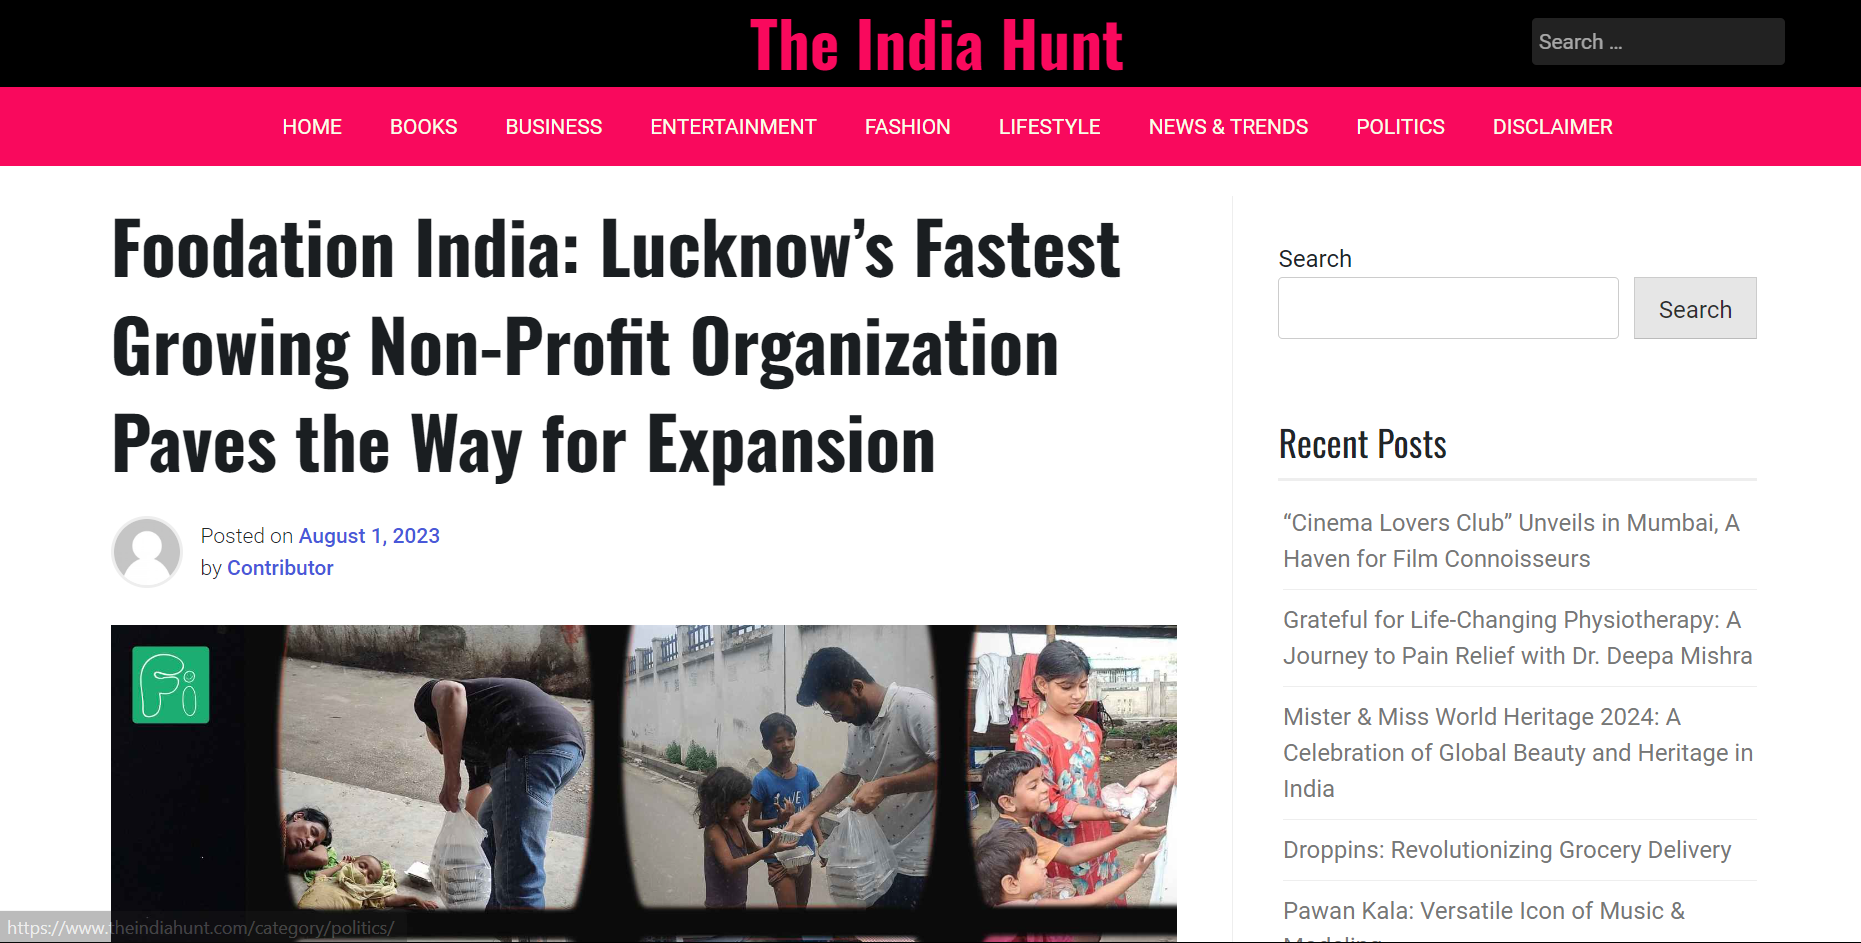 The India Hunt
Search ...
HOME
BOOKS
BUSINESS
ENTERTAINMENT
FASHION
LIFESTYLE
NEWS & TRENDS
POLITICS
DISCLAIMER
Foodation India: Lucknow’s Fastest
Growing Non-Profit Organization
Paves the Way for Expansion
Posted on August 1, 2023
by Contributor
Fi
Search
Search
Recent Posts
“Cinema Lovers Club” Unveils in Mumbai, A
Haven for Film Connoisseurs
Grateful for Life-Changing Physiotherapy: A
Journey to Pain Relief with Dr. Deepa Mishra
Mister & Miss World Heritage 2024: A
Celebration of Global Beauty and Heritage in
India
Droppins: Revolutionizing Grocery Delivery
Pawan Kala: Versatile Icon of Music &
Modeling
https://www.theindiahunt.com/category/politics/